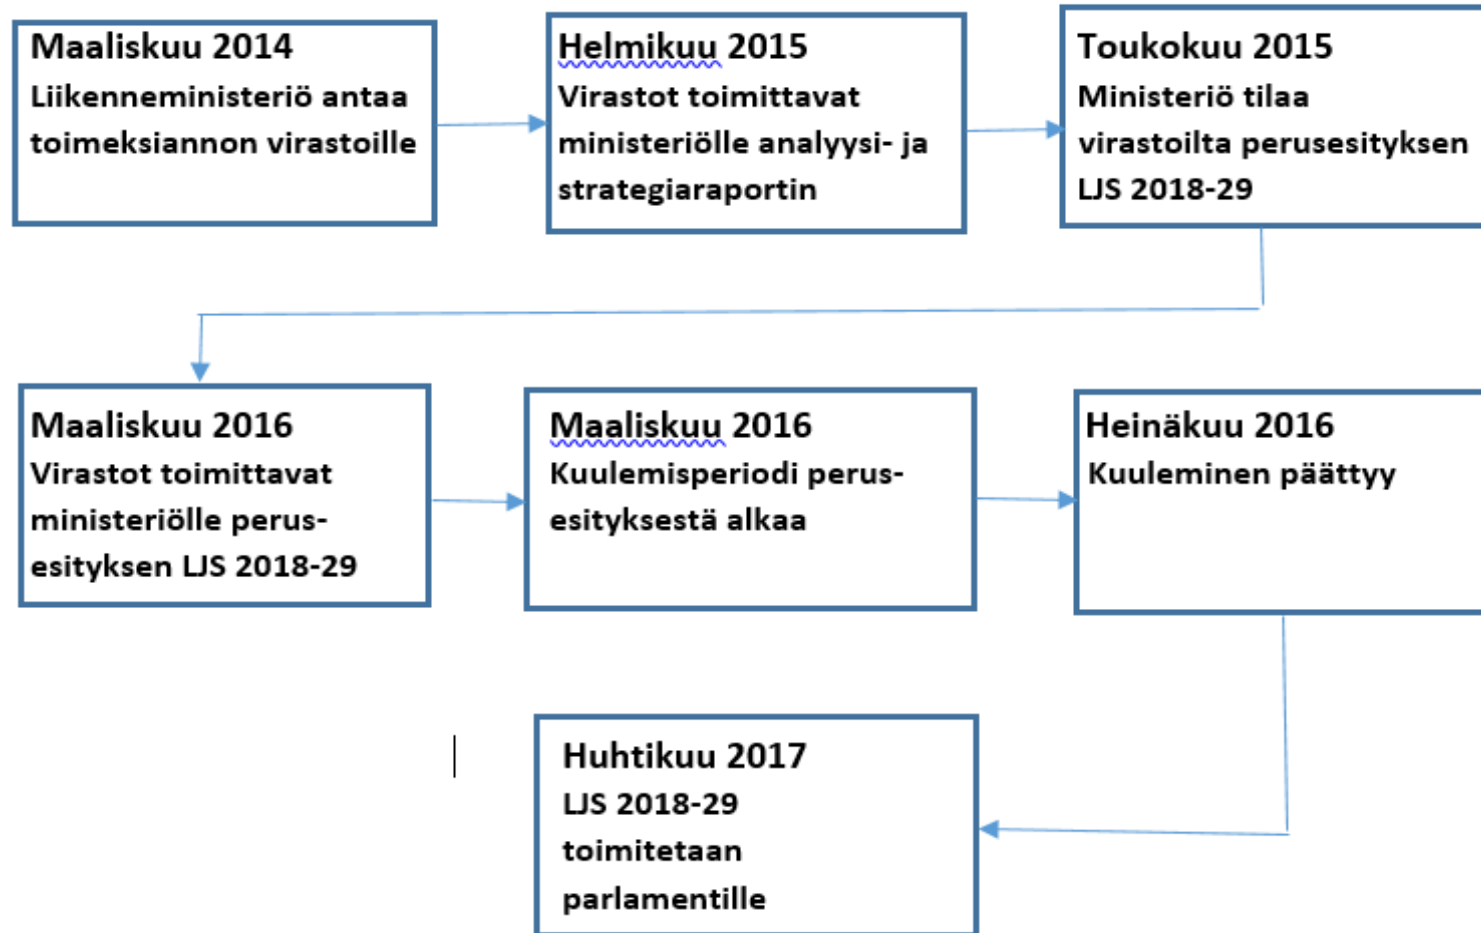 Maaliskuu 2014
Liikenneministeriö antaa
toimeksiannon virastoille
Helmikuu 2015
Virastot toimittavat
ministeriölle analyysi- ja
strategiaraportin
Toukokuu 2015
Ministeriö tilaa
virastoilta perusesityksen
LJS 2018-29
Maaliskuu 2016
Virastot toimittavat
ministeriölle perus-
esityksen LJS 2018-29
Maaliskuu 2016
Kuulemisperiodi perus-
esityksestä alkaa
Heinäkuu 2016
Kuuleminen päättyy
Huhtikuu 2017
LJS 2018-29
toimitetaan
parlamentille